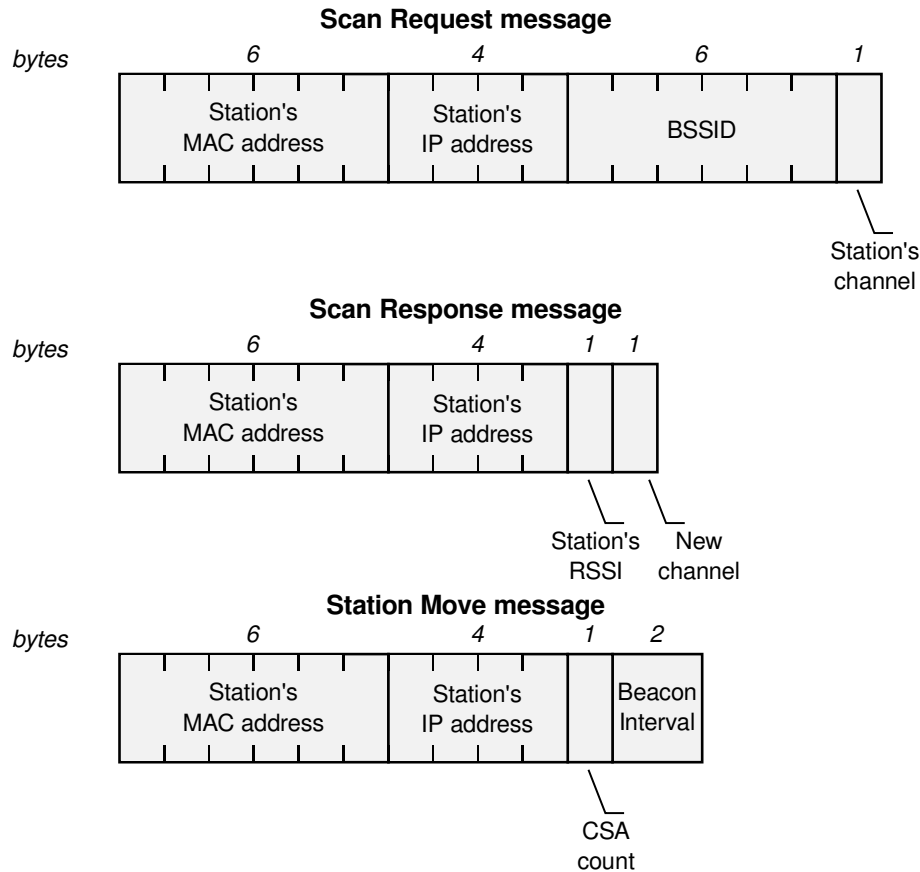 Scan Request message
bytes 6 4 6 1
Station's Station's
MAC address IP address BSSID
Station's
channel
Scan Response message
bytes 6 4 1 1
Station's Station's
MAC address IP address
Station's New
RSSI channel
Station Move message
bytes 6 4 1 2
Station's Station's Beacon
MAC address IP address Interval
CSA
count